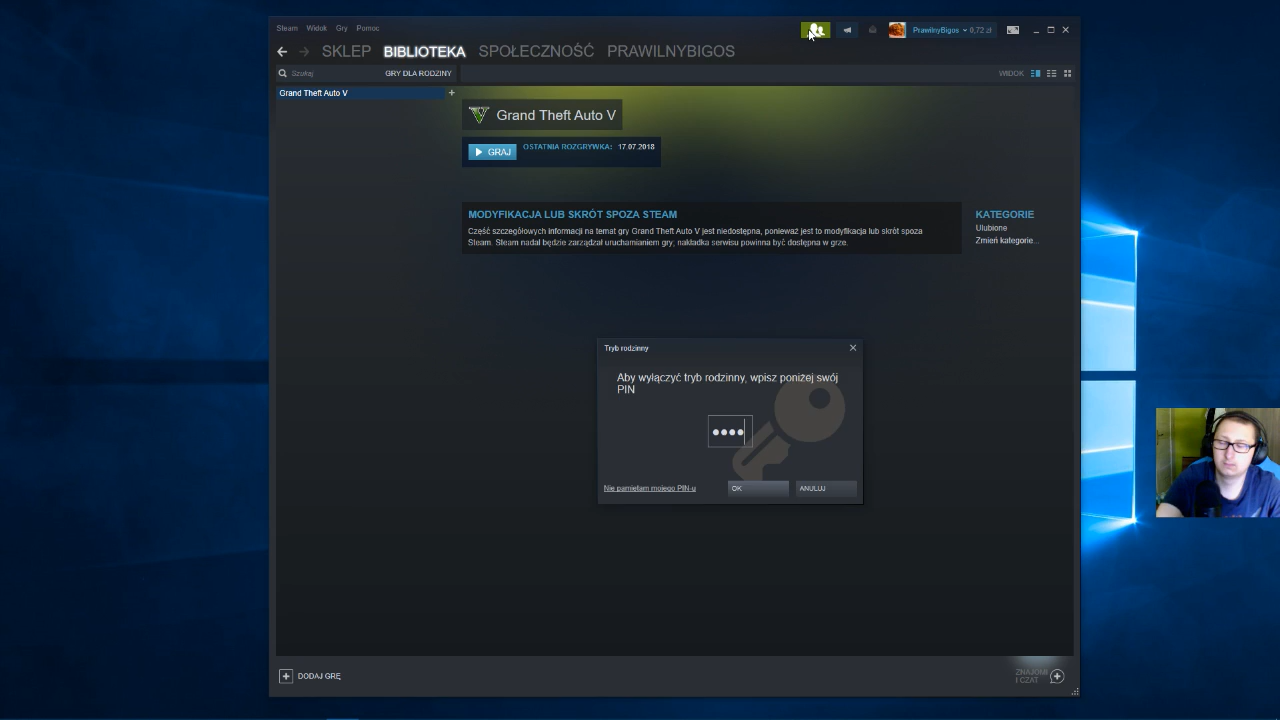 Steam Widok Gry Pomoc
PrawilnyBigos 0,72 zł
SKLEP BIBLIOTEKA SPOŁECZNOŚĆ PRAWILNYBIGOS
Szukaj GRY DLA RODZINY WIDOK
Grand Theft Auto V
Grand Theft Auto V
GRAJ OSTATNIA ROZGRYWKA: 17.07.2018
MODYFIKACJA LUB SKRÓT SPOZA STEAM
Część szczegółowych informacji na temat gry Grand Theft Auto V jest niedostępna, ponieważ jest to modyfikacja lub skrót spoza
Steam. Steam nadal będzie zarządzał uruchamianiem gry; nakładka serwisu powinna być dostępna w grze.
KATEGORIE
Ulubione
Zmień kategorie...
Tryb rodzinny
Aby wyłączyć tryb rodzinny, wpisz poniżej swój
PIN
Nie pamiętam mojego PIN-u OK ANULUJ
DODAJ GRĘ
ZNAJOMI
I CZAT